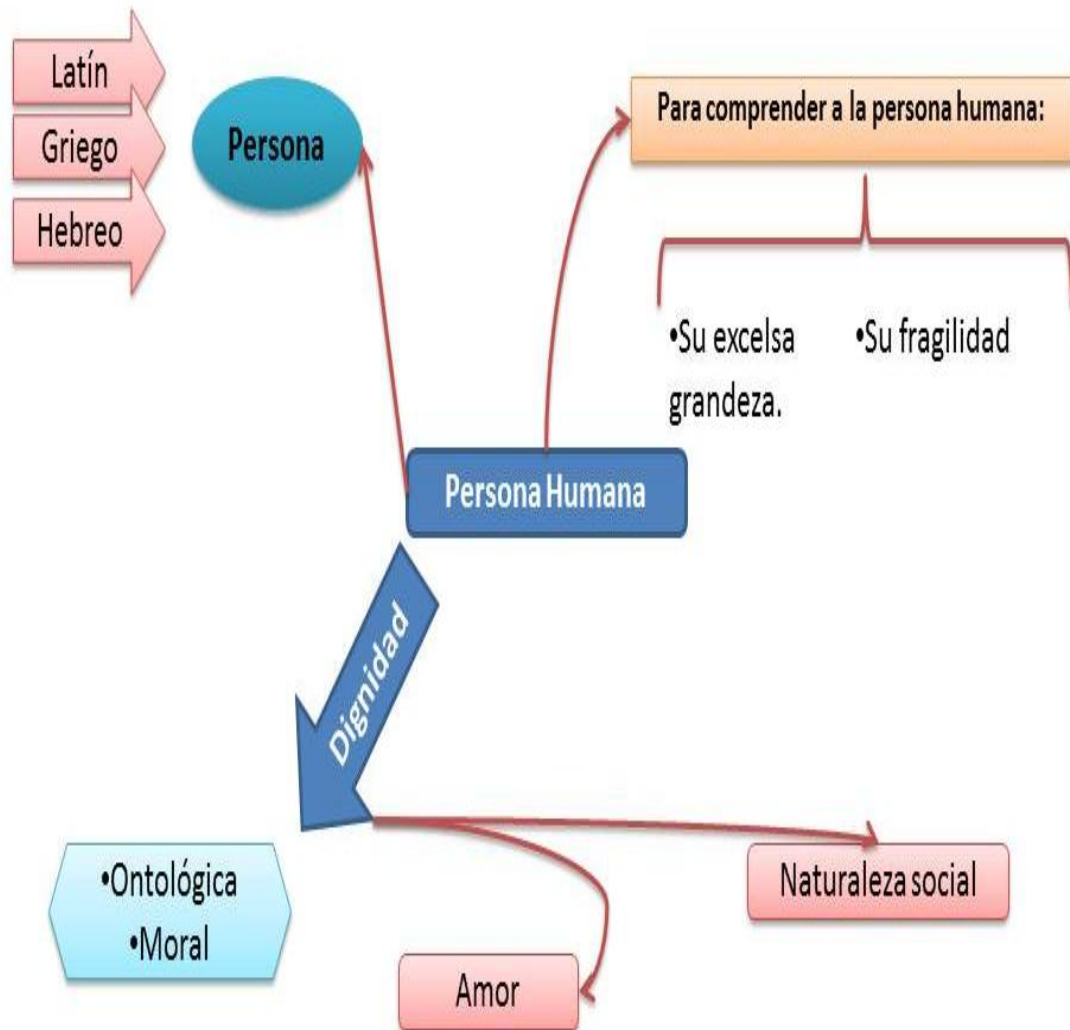 Latín
Griego
Hebreo
Persona
Para comprender a la persona humana:
•Su excelsa
grandeza.
•Su fragilidad
Persona Humana
Dignidad
•Ontológica
•Moral
Amor
Naturaleza social